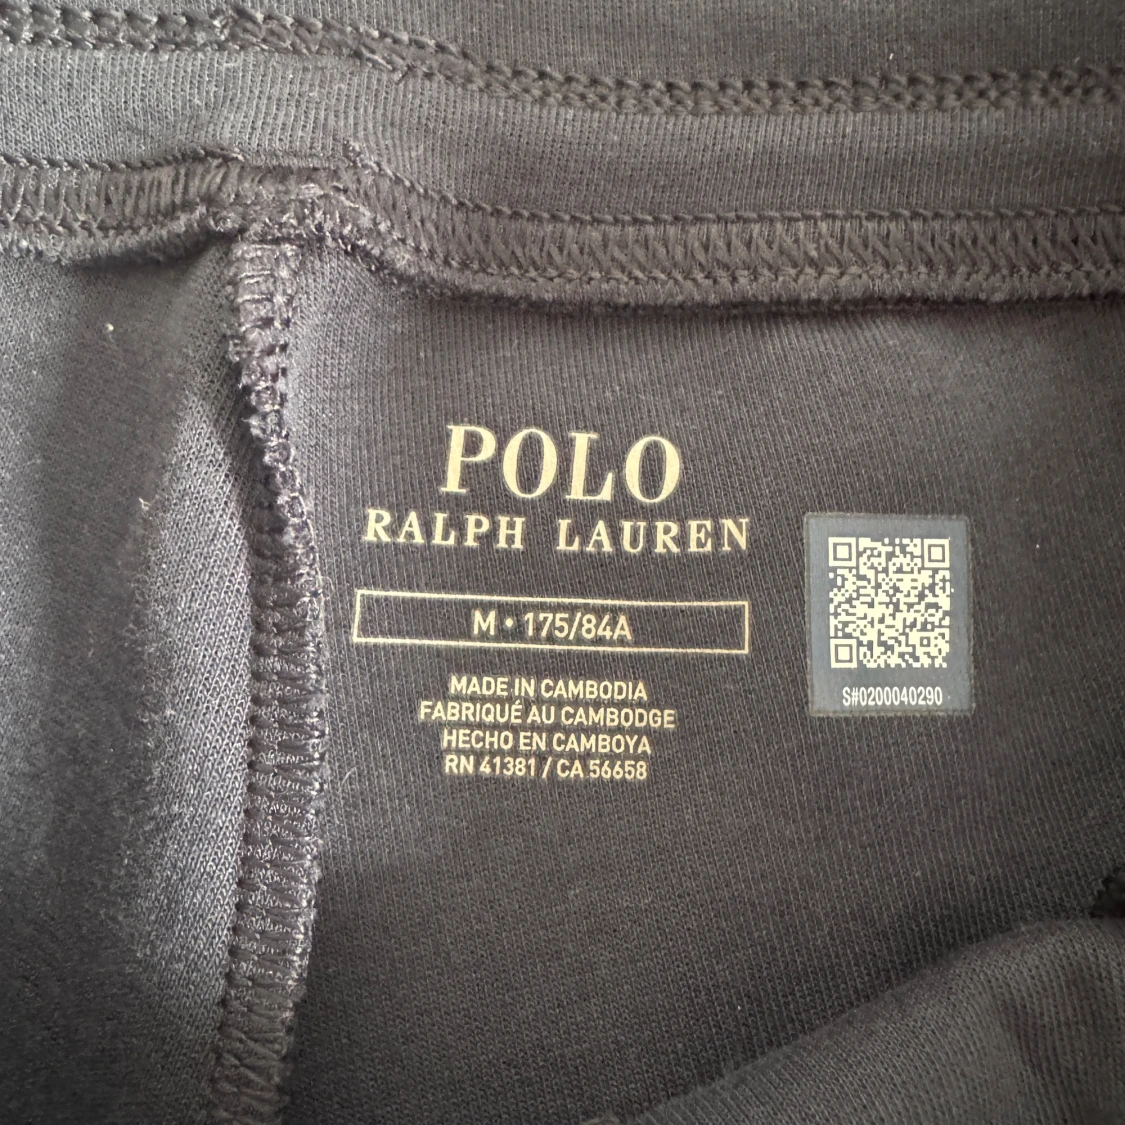 POLO
RALPH LAUREN
M • 175/84A
MADE IN CAMBODIA
FABRIQUÉ AU CAMBODGE
HECHO EN CAMBOYA
RN 41381 / CA 56658
S#0200040290